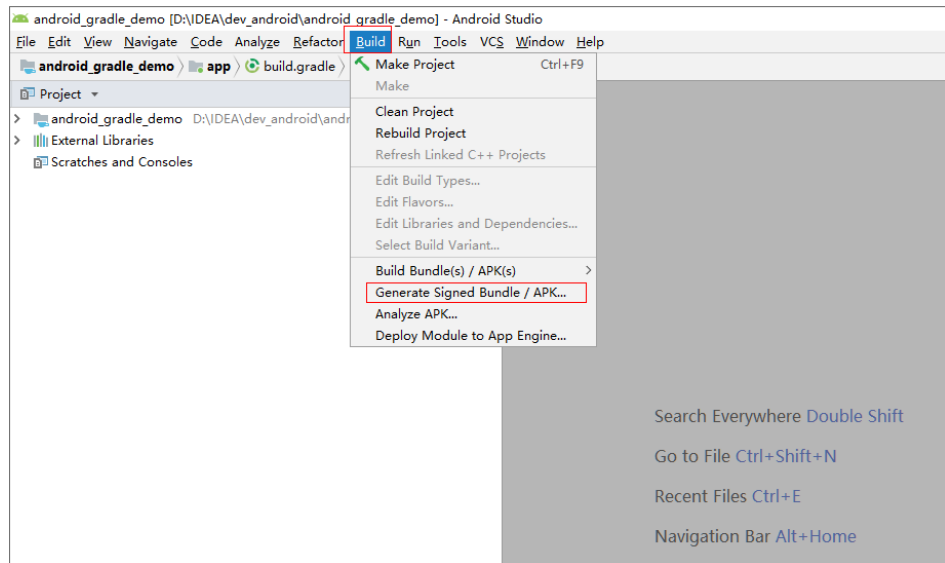 android_gradle_demo [D:\IDEA\dev_android\android_gradle_demo] - Android Studio
File Edit View Navigate Code Analyze Refactor Build Run Tools VCS Window Help
android_gradle_demo app build.gradle
Project
android_gradle_demo D:\IDEA\dev_android\andr
External Libraries
Scratches and Consoles
Make Project Ctrl+F9
Make
Clean Project
Rebuild Project
Refresh Linked C++ Projects
Edit Build Types...
Edit Flavors...
Edit Libraries and Dependencies...
Select Build Variant...
Build Bundle(s) / APK(s)
Generate Signed Bundle / APK...
Analyze APK...
Deploy Module to App Engine...
Search Everywhere Double Shift
Go to File Ctrl+Shift+N
Recent Files Ctrl+E
Navigation Bar Alt+Home